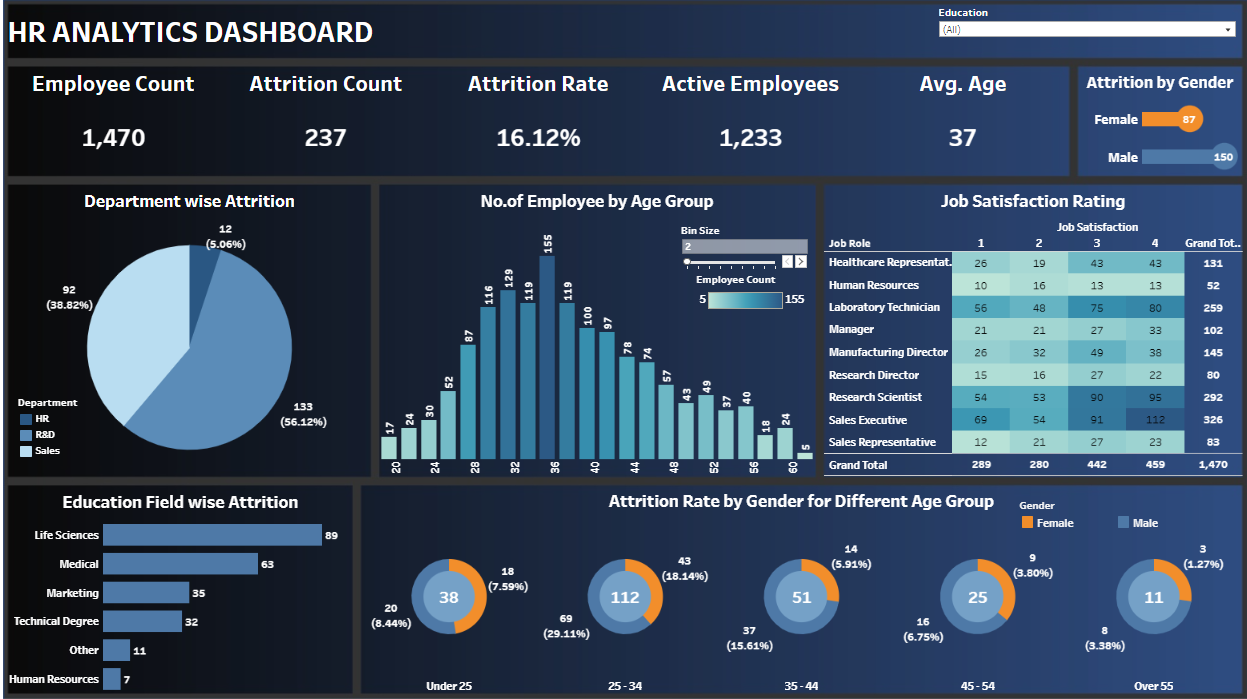 HR ANALYTICS DASHBOARD
Education
(All)
Employee Count
Attrition Count
Attrition Rate
Active Employees
Avg. Age
1,470
237
16.12%
1,233
37
Attrition by Gender
Female 87
Male 150
Department wise Attrition
12
(5.06%)
92
(38.82%)
133
(56.12%)
Department
HR
R&D
Sales
No.of Employee by Age Group
Bin Size
2
Employee Count
5 155
17 24 30 52 87 116 129 119 155 119 100 97 78 74 57 43 49 37 40 18 24 5
20 24 28 32 36 40 44 48 52 56 60
Job Satisfaction Rating
Job Satisfaction
Job Role 1 2 3 4 Grand Tot..
Healthcare Representat.. 26 19 43 43 131
Human Resources 10 16 13 13 52
Laboratory Technician 56 48 75 80 259
Manager 21 21 27 33 102
Manufacturing Director 26 32 49 38 145
Research Director 15 16 27 22 80
Research Scientist 54 53 90 95 292
Sales Executive 69 54 91 112 326
Sales Representative 12 21 27 23 83
Grand Total 289 280 442 459 1,470
Education Field wise Attrition
Life Sciences 89
Medical 63
Marketing 35
Technical Degree 32
Other 11
Human Resources 7
Attrition Rate by Gender for Different Age Group
Gender
Female
Male
38
18
(7.59%)
20
(8.44%)
Under 25
112
43
(18.14%)
69
(29.11%)
25 - 34
51
14
(5.91%)
37
(15.61%)
35 - 44
25
9
(3.80%)
16
(6.75%)
45 - 54
11
3
(1.27%)
8
(3.38%)
Over 55